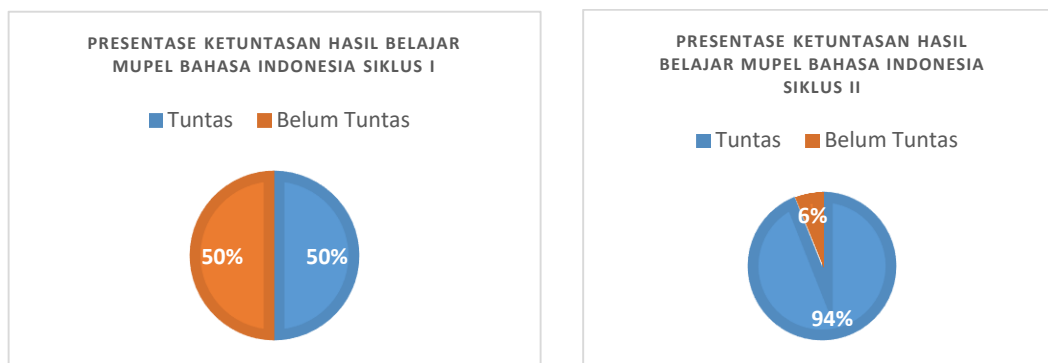 PRESENTASE KETUNTASAN HASIL BELAJAR
MUPEL BAHASA INDONESIA SIKLUS I
Tuntas
Belum Tuntas
50%
50%
PRESENTASE KETUNTASAN HASIL
BELAJAR MUPEL BAHASA INDONESIA
SIKLUS II
Tuntas
Belum Tuntas
6%
94%